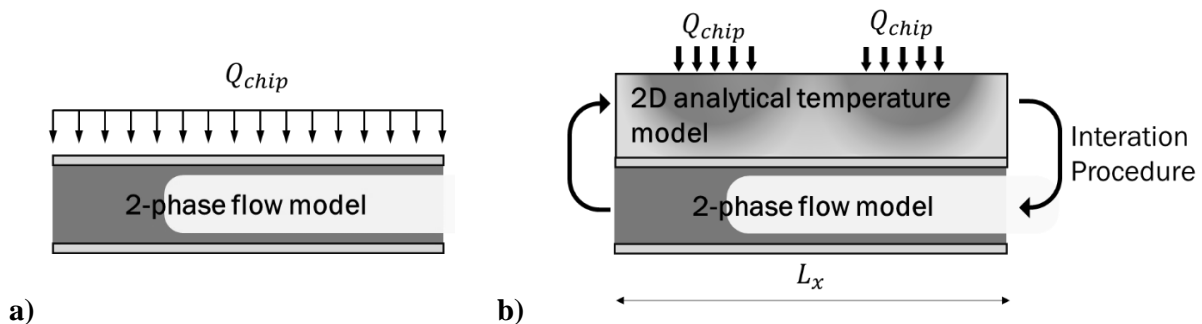 Q_chip
2-phase flow model
a)
Q_chip
Q_chip
2D analytical temperature
model
Interation
Procedure
2-phase flow model
L_x
b)